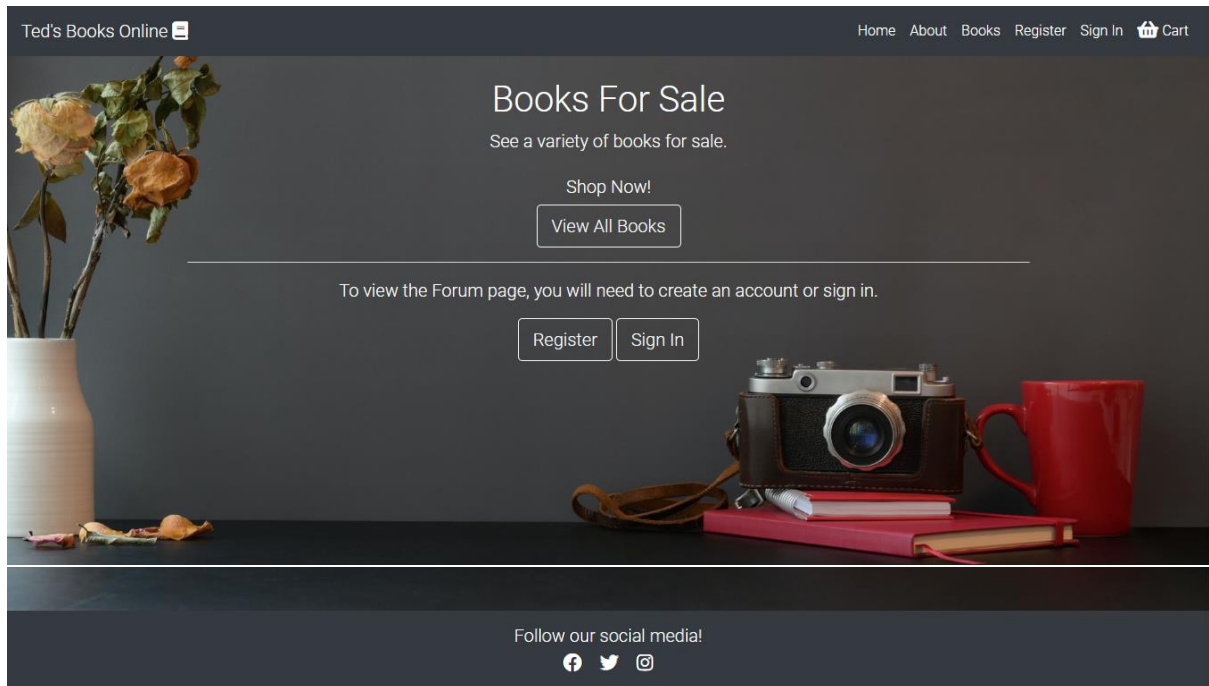 Ted's Books Online
Home About Books Register Sign In Cart
Books For Sale
See a variety of books for sale.
Shop Now!
View All Books
To view the Forum page, you will need to create an account or sign in.
Register Sign In
Follow our social media!